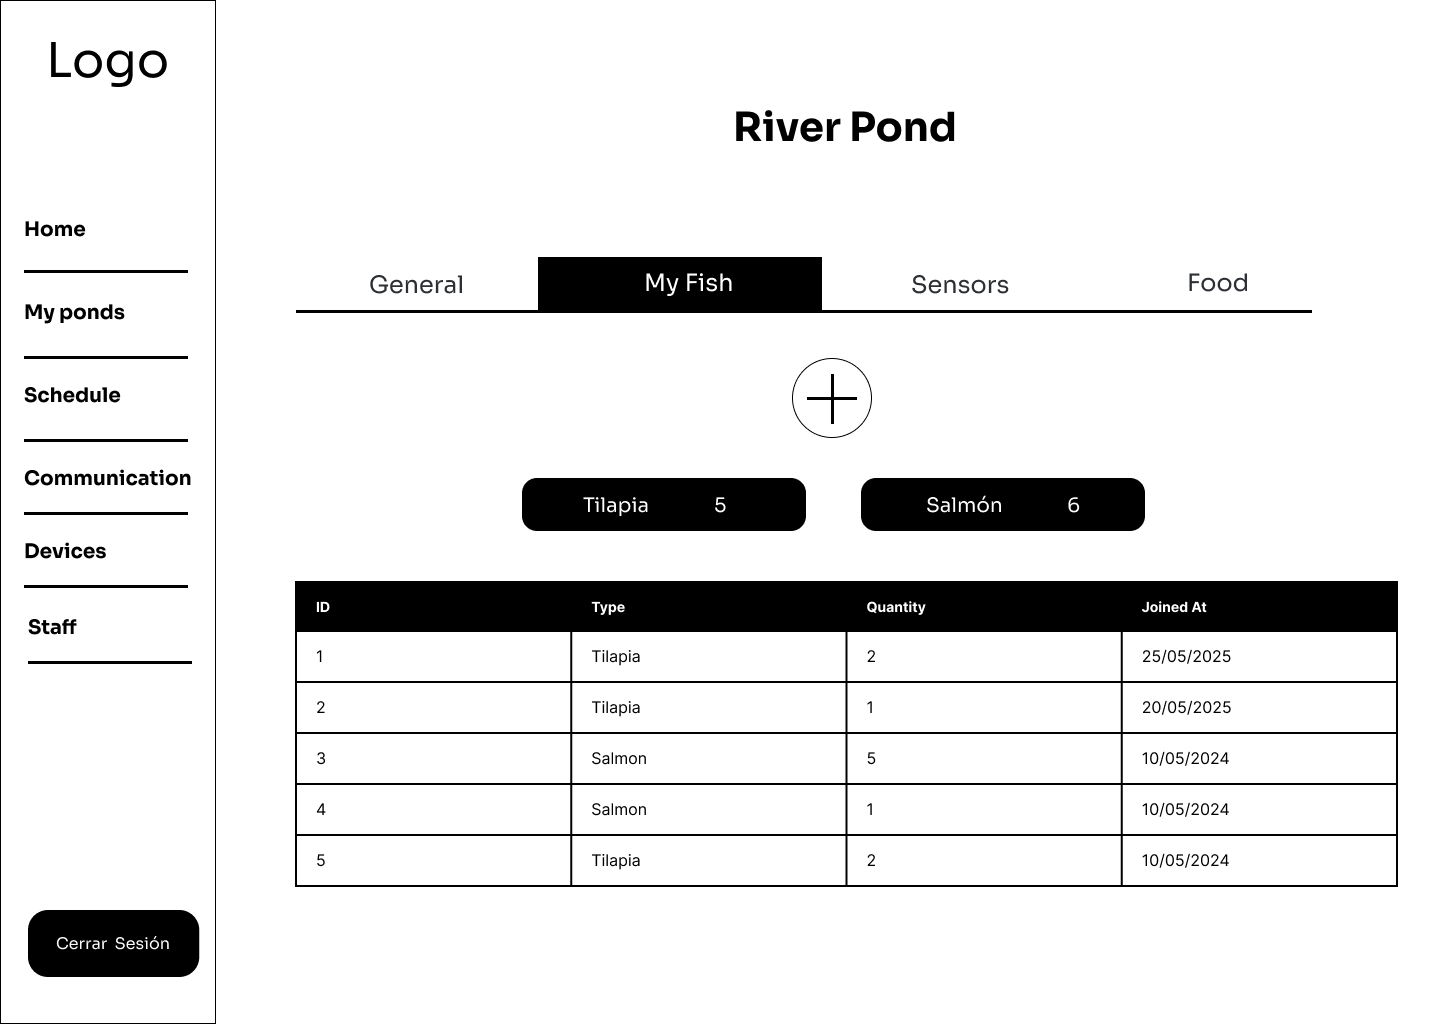 Logo
Home
My ponds
Schedule
Communication
Devices
Staff
Cerrar Sesión
River Pond
General My Fish Sensors Food
Tilapia 5 Salmón 6
ID Type Quantity Joined At
1 Tilapia 2 25/05/2025
2 Tilapia 1 20/05/2025
3 Salmon 5 10/05/2024
4 Salmon 1 10/05/2024
5 Tilapia 2 10/05/2024